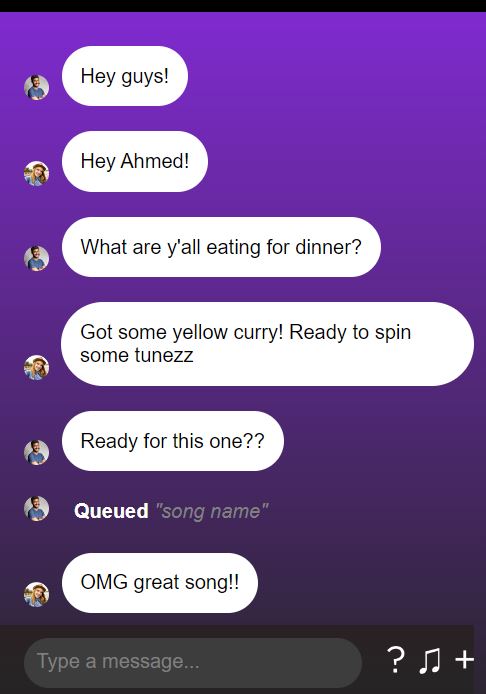 Hey guys!
Hey Ahmed!
What are y'all eating for dinner?
Got some yellow curry! Ready to spin
some tunezz
Ready for this one??
Queued "song name"
OMG great song!!
Type a message...
? ♫ +